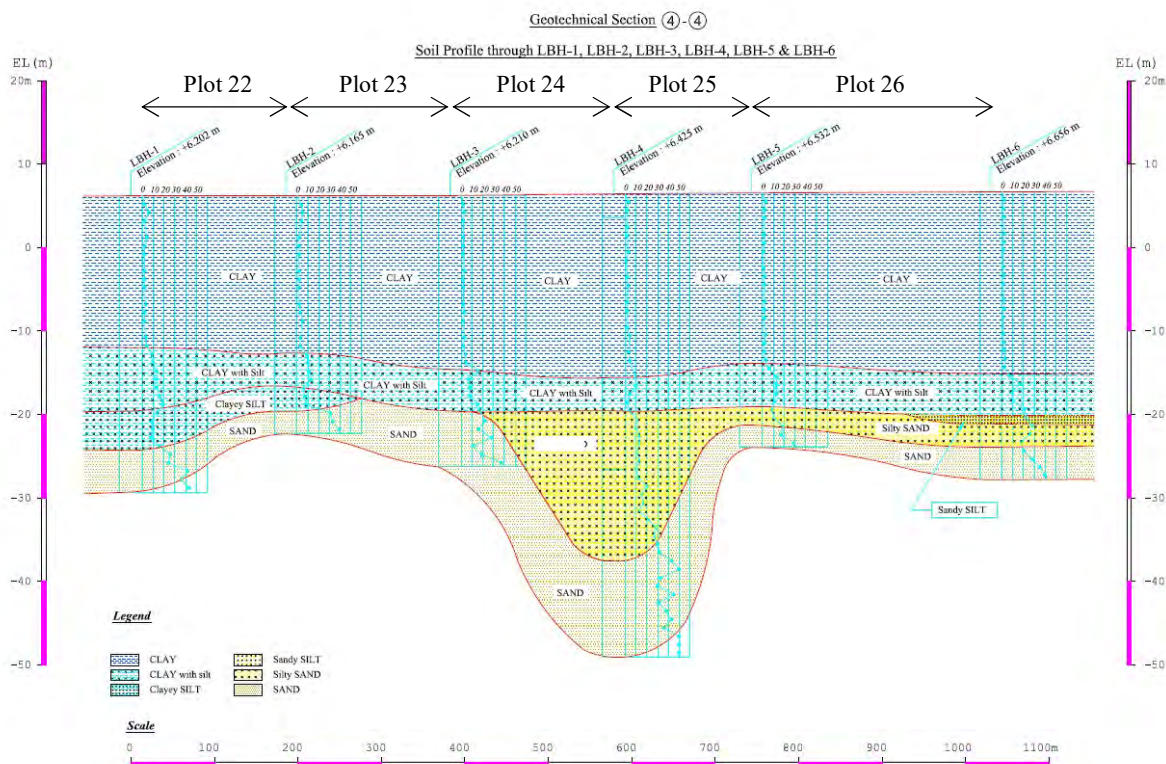 Geotechnical Section ④-④
Soil Profile through LBH-1, LBH-2, LBH-3, LBH-4, LBH-5 & LBH-6
EL(m)
EL(m)
20m
10
0
-10
-20
-30
-40
-50
Plot 22
Plot 23
Plot 24
Plot 25
Plot 26
LBH-1
Elevation : +6.202 m
LBH-2
Elevation : +6.165 m
LBH-3
Elevation : +6.210 m
LBH-4
Elevation : +6.425 m
LBH-5
Elevation : +6.532 m
LBH-6
Elevation : +6.656 m
0 10 20 30 40 50
0 10 20 30 40 50
0 10 20 30 40 50
0 10 20 30 40 50
0 10 20 30 40 50
0 10 20 30 40 50
CLAY
CLAY
CLAY
CLAY
CLAY
CLAY with Silt
CLAY with Silt
CLAY with Silt
CLAY with Silt
Clayey SILT
SAND
SAND
Silty SAND
SAND
Sandy SILT
SAND
20m
10
0
-10
-20
-30
-40
-50
Legend
CLAY
CLAY with silt
Clayey SILT
Sandy SILT
Silty SAND
SAND
Scale
0 100 200 300 400 500 600 700 800 900 1000 1100m